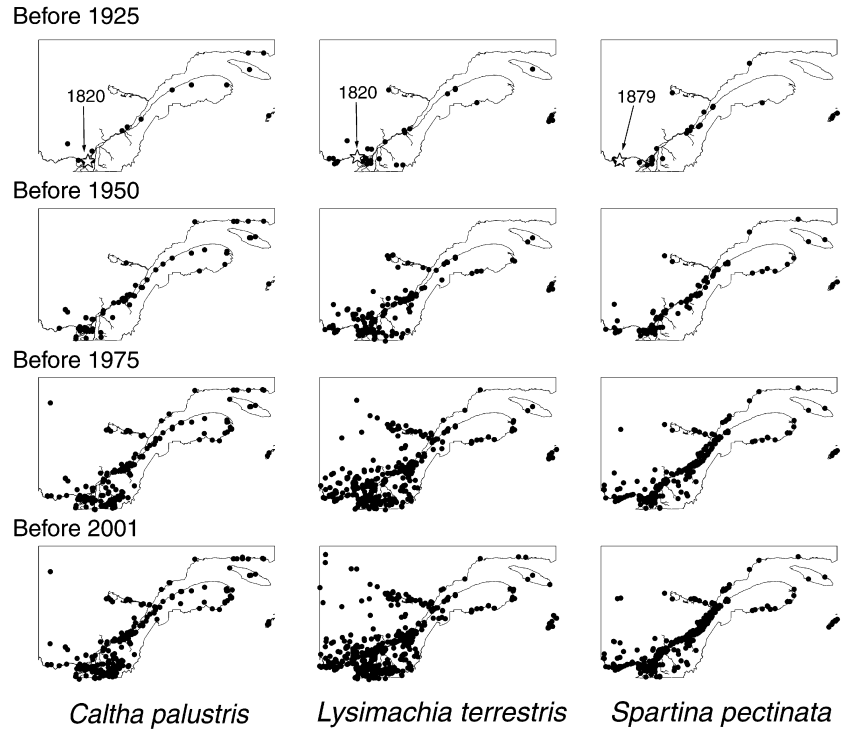 Before 1925
1820
1820
1879
Before 1950
Before 1975
Before 2001
Caltha palustris
Lysimachia terrestris
Spartina pectinata